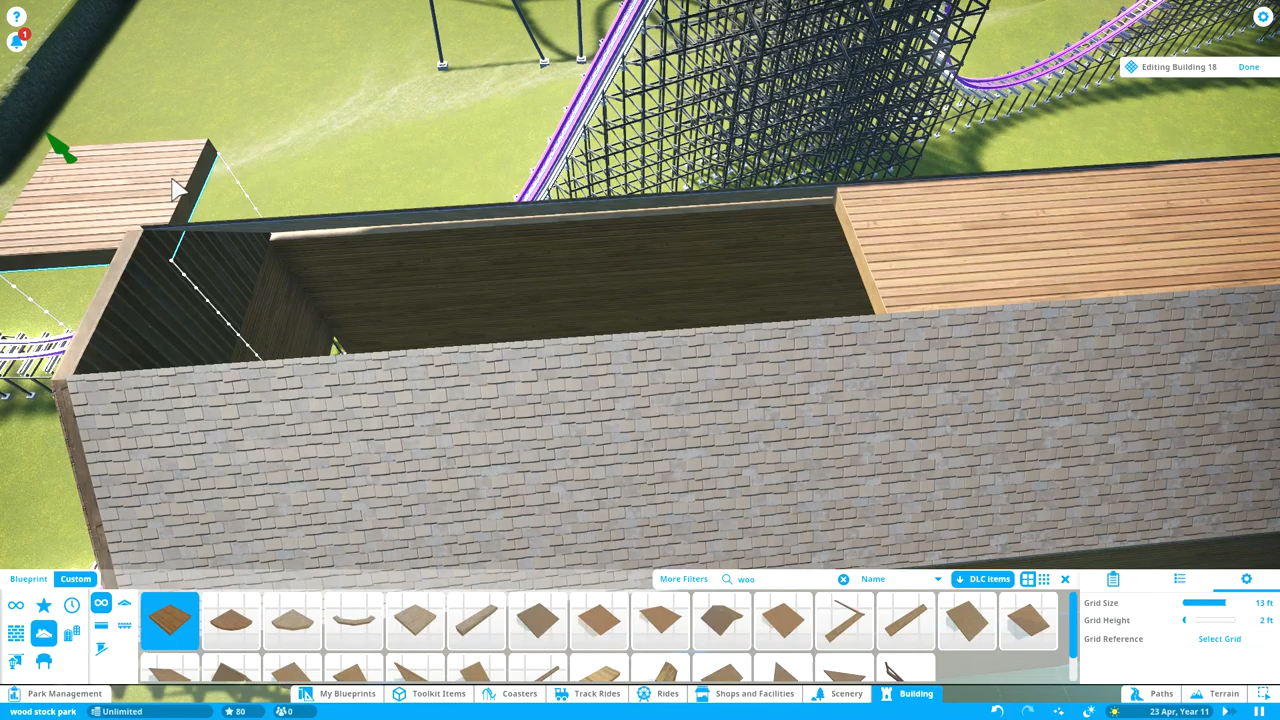 ?
1
Editing Building 18 Done
Blueprint Custom
More Filters woo Name DLC items
Grid Size 13 ft
Grid Height 2 ft
Grid Reference Select Grid
Park Management My Blueprints Toolkit Items Coasters Track Rides Rides Shops and Facilities Scenery Building Paths Terrain
wood stock park Unlimited 80 0 23 Apr, Year 11